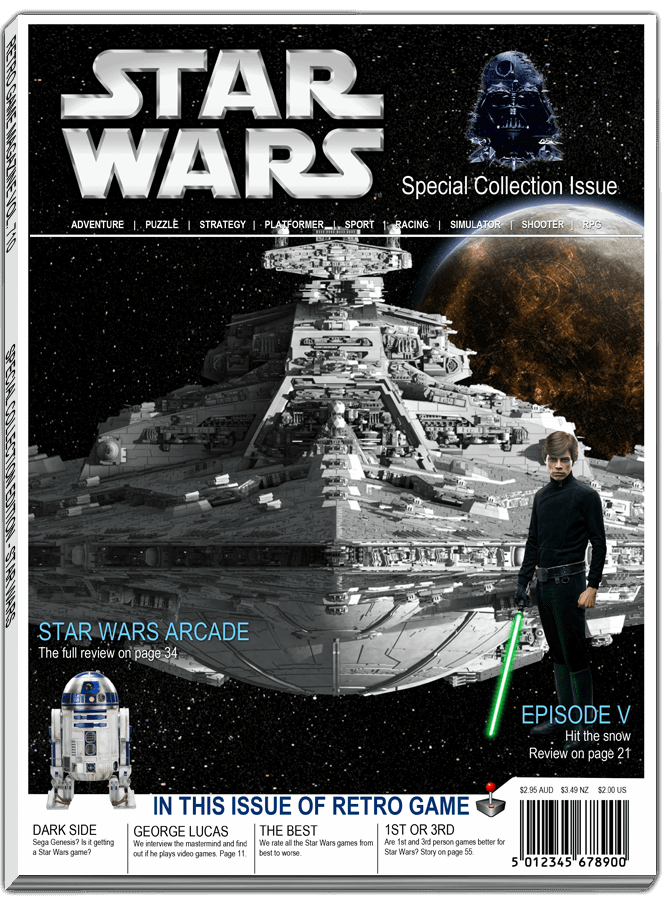 STAR
WARS
Special Collection Issue
ADVENTURE | PUZZLE | STRATEGY | PLATFORMER | SPORT | RACING | SIMULATOR | SHOOTER | RPG
RETRO GAME MAGAZINE NO. 10 SPECIAL COLLECTION EDITION STAR WARS
STAR WARS ARCADE
The full review on page 34
EPISODE V
Hit the snow
Review on page 21
IN THIS ISSUE OF RETRO GAME
$2.95 AUD $3.49 NZ $2.00 US
DARK SIDE
Sega Genesis? Is it getting
a Star Wars game?
GEORGE LUCAS
We interview the mastermind and find
out if he plays video games. Page 11.
THE BEST
We rate all the Star Wars games from
best to worse.
1ST OR 3RD
Are 1st and 3rd person games better for
Star Wars? Story on page 55.
5 012345 678900